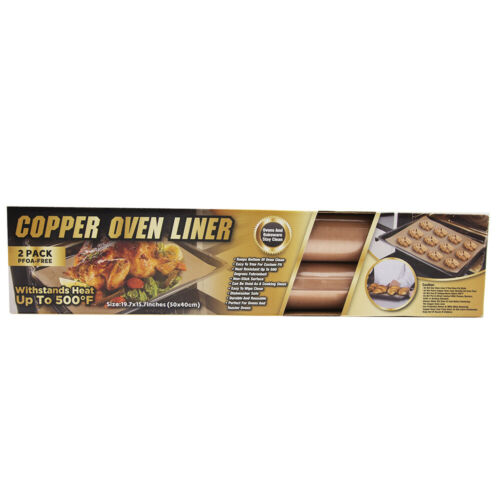 COPPER OVEN LINER
2 PACK
PFOA-FREE
Withstands Heat
Up To 500°F
Size:19.7x15.7inches (50x40cm)
Ovens And
Bakeware
Stay Clean
• Keeps Bottom Of Oven Clean
• Easy To Trim For Custom Fit
• Heat Resistant Up To 500
Degrees Fahrenheit
• Non-Stick Surface
• Can Be Used As A Cooking Sheet
• Easy To Wipe Clean
• Dishwasher Safe
• Durable And Reusable
• Perfect For Ovens And
Toaster Ovens
Caution: